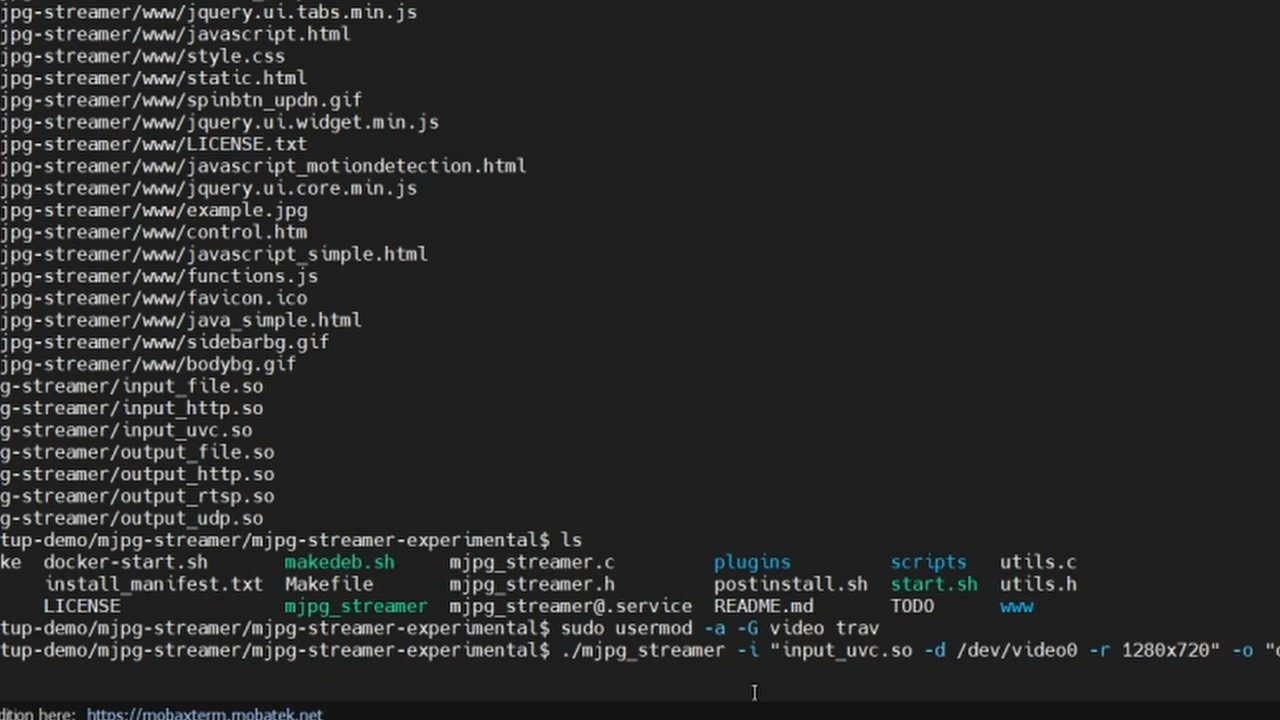 jpg-streamer/www/jquery.ui.tabs.min.js
jpg-streamer/www/javascript.html
jpg-streamer/www/style.css
jpg-streamer/www/static.html
jpg-streamer/www/spinbtn_updn.gif
jpg-streamer/www/jquery.ui.widget.min.js
jpg-streamer/www/LICENSE.txt
jpg-streamer/www/javascript_motiondetection.html
jpg-streamer/www/jquery.ui.core.min.js
jpg-streamer/www/example.jpg
jpg-streamer/www/control.htm
jpg-streamer/www/javascript_simple.html
jpg-streamer/www/functions.js
jpg-streamer/www/favicon.ico
jpg-streamer/www/java_simple.html
jpg-streamer/www/sidebarbg.gif
jpg-streamer/www/bodybg.gif
g-streamer/input_file.so
g-streamer/input_http.so
g-streamer/input_uvc.so
g-streamer/output_file.so
g-streamer/output_http.so
g-streamer/output_rtsp.so
g-streamer/output_udp.so
tup-demo/mjpg-streamer/mjpg-streamer-experimental$ ls
ke docker-start.sh makedeb.sh mjpg_streamer.c plugins scripts utils.c
install_manifest.txt Makefile mjpg_streamer.h postinstall.sh start.sh utils.h
LICENSE mjpg_streamer mjpg_streamer@.service README.md TODO www
tup-demo/mjpg-streamer/mjpg-streamer-experimental$ sudo usermod -a -G video trav
tup-demo/mjpg-streamer/mjpg-streamer-experimental$ ./mjpg_streamer -i "input_uvc.so -d /dev/video0 -r 1280x720" -o "
dition here: https://mobaxterm.mobatek.net